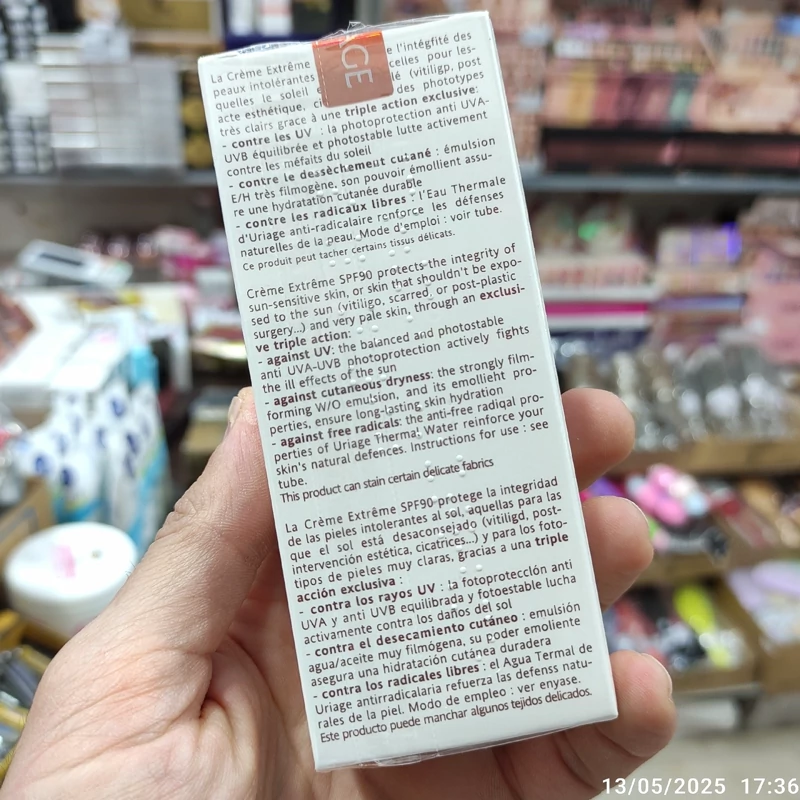 AGE
La Crème Extrême e l'intégfité des
peaux intolérantes celles pour les-
quelles le soleil e lé (vitiligp, post
acte esthétique, ci des phototypes
très clairs grace à une triple action exclusive:
- contre les UV : la photoprotection anti UVA-
UVB équilibrée et photostable lutte activement
contre les méfaits du soleil
- contre le deasèchement cutané : émulsion
E/H très filmogène, son pouvoir émollient assu-
re une hydratation cutanée durable
- contre les radicaux libres : l'Eau Thermale
d'Uriage anti-radicalaire renforce les défenses
naturelles de la peau. Mode d'emploi : voir tube.
Ce produit peut tacher certains tissus délicats.
Crème Extrême SPF90 protects the integrity of
sun-sensitive skin, or skin that shouldn't be expo-
sed to the sun (vitiligo, scarred, or post-plastic
surgery...) and very pale skin, through an exclusi-
ve triple action:
- against UV: the balanced and photostable
anti UVA-UVB photoprotection actively fights
the ill effects of the sun
- against cutaneous dryness: the strongly film-
forming W/O emulsion, and its emollieht pro-
perties, ensure long-lasting skin hydration
- against free radicals: the anti-free radiqal pro-
perties of Uriage Thermal Water reinforce your
skin's natural defences. Instructions for use : see
tube.
This product can stain certain delicate fabrics
La Crème Extrême SPF90 protege la integridad
de las pieles intolerantes al sol, aquellas para las
que el sol está desaconsejado (vitiligd, post-
intervención estética, cicatrices...) y para los foto-
tipos de pieles muy claras, gracias a una triple
acción exclusiva :
- contra los rayos UV : la fotoproteccIón anti
UVA y anti UVB equilibrada y fotoestable lucha
activamente contra los daños del sol
- contra el desecamiento cutáneo : emulsión
agua/aceite muy filmógena, su poder emoliente
asegura una hidratación cutánea duradera
- contra los radicales libres : el Agua Termal de
Uriage antirradicalaria refuerza las defensas natu-
rales de la piel. Modo de empleo : ver enyase.
Este producto puede manchar algunos tejidos delicados.
13/05/2025 17:36